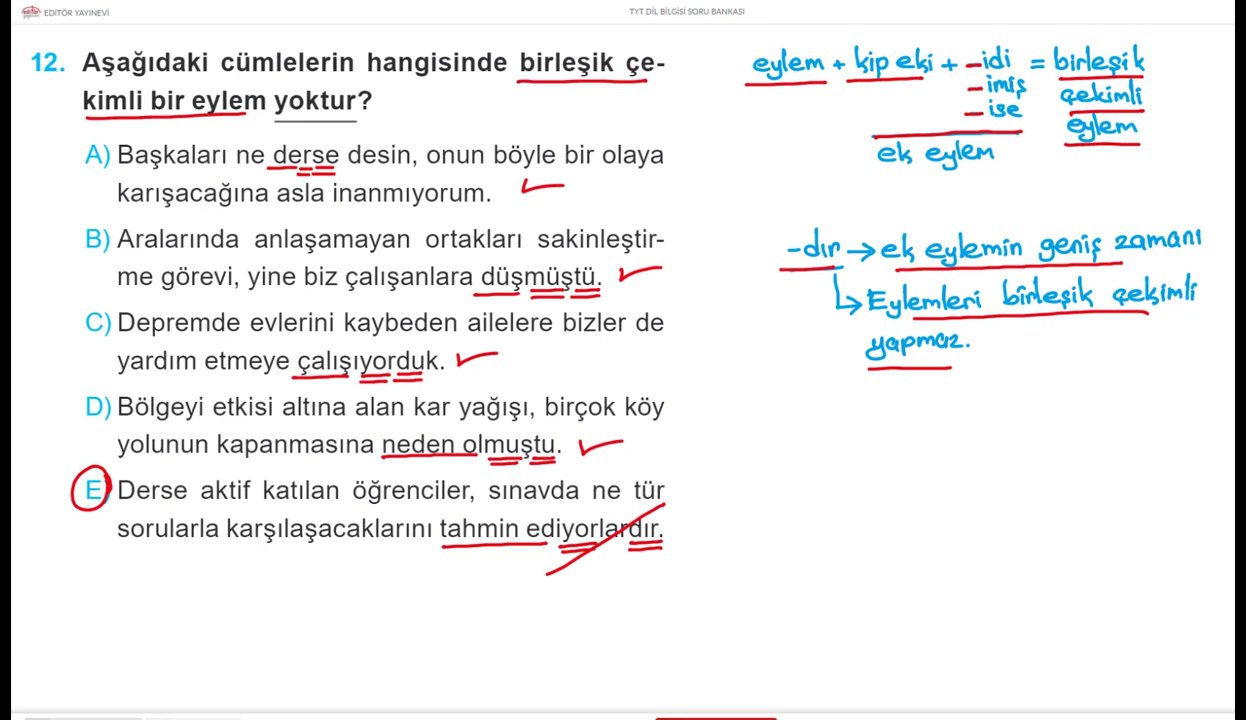 EDİTÖR YAYINEVİ
TYT DİL BİLGİSİ SORU BANKASI
12. Aşağıdaki cümlelerin hangisinde birleşik çe-
kimli bir eylem yoktur?
A) Başkaları ne derse desin, onun böyle bir olaya
karışacağına asla inanmıyorum.
B) Aralarında anlaşamayan ortakları sakinleştir-
me görevi, yine biz çalışanlara düşmüştü.
C) Depremde evlerini kaybeden ailelere bizler de
yardım etmeye çalışıyorduk.
D) Bölgeyi etkisi altına alan kar yağışı, birçok köy
yolunun kapanmasına neden olmuştu.
E) Derse aktif katılan öğrenciler, sınavda ne tür
sorularla karşılaşacaklarını tahmin ediyorlardır.
eylem + kip eki + -idi = birleşik
-imiş çekimli
-ise eylem
ek eylem
-dır → ek eylemin geniş zamanı
↳ Eylemleri birleşik çekimli
yapmaz.